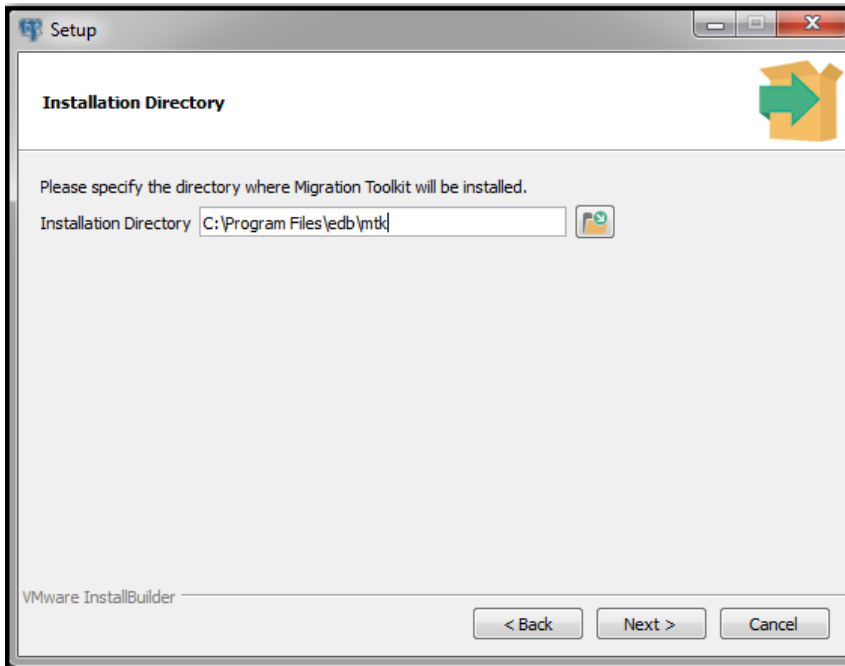 Setup
Installation Directory
Please specify the directory where Migration Toolkit will be installed.
Installation Directory C:\Program Files\edb\mtk
VMware InstallBuilder
< Back Next > Cancel